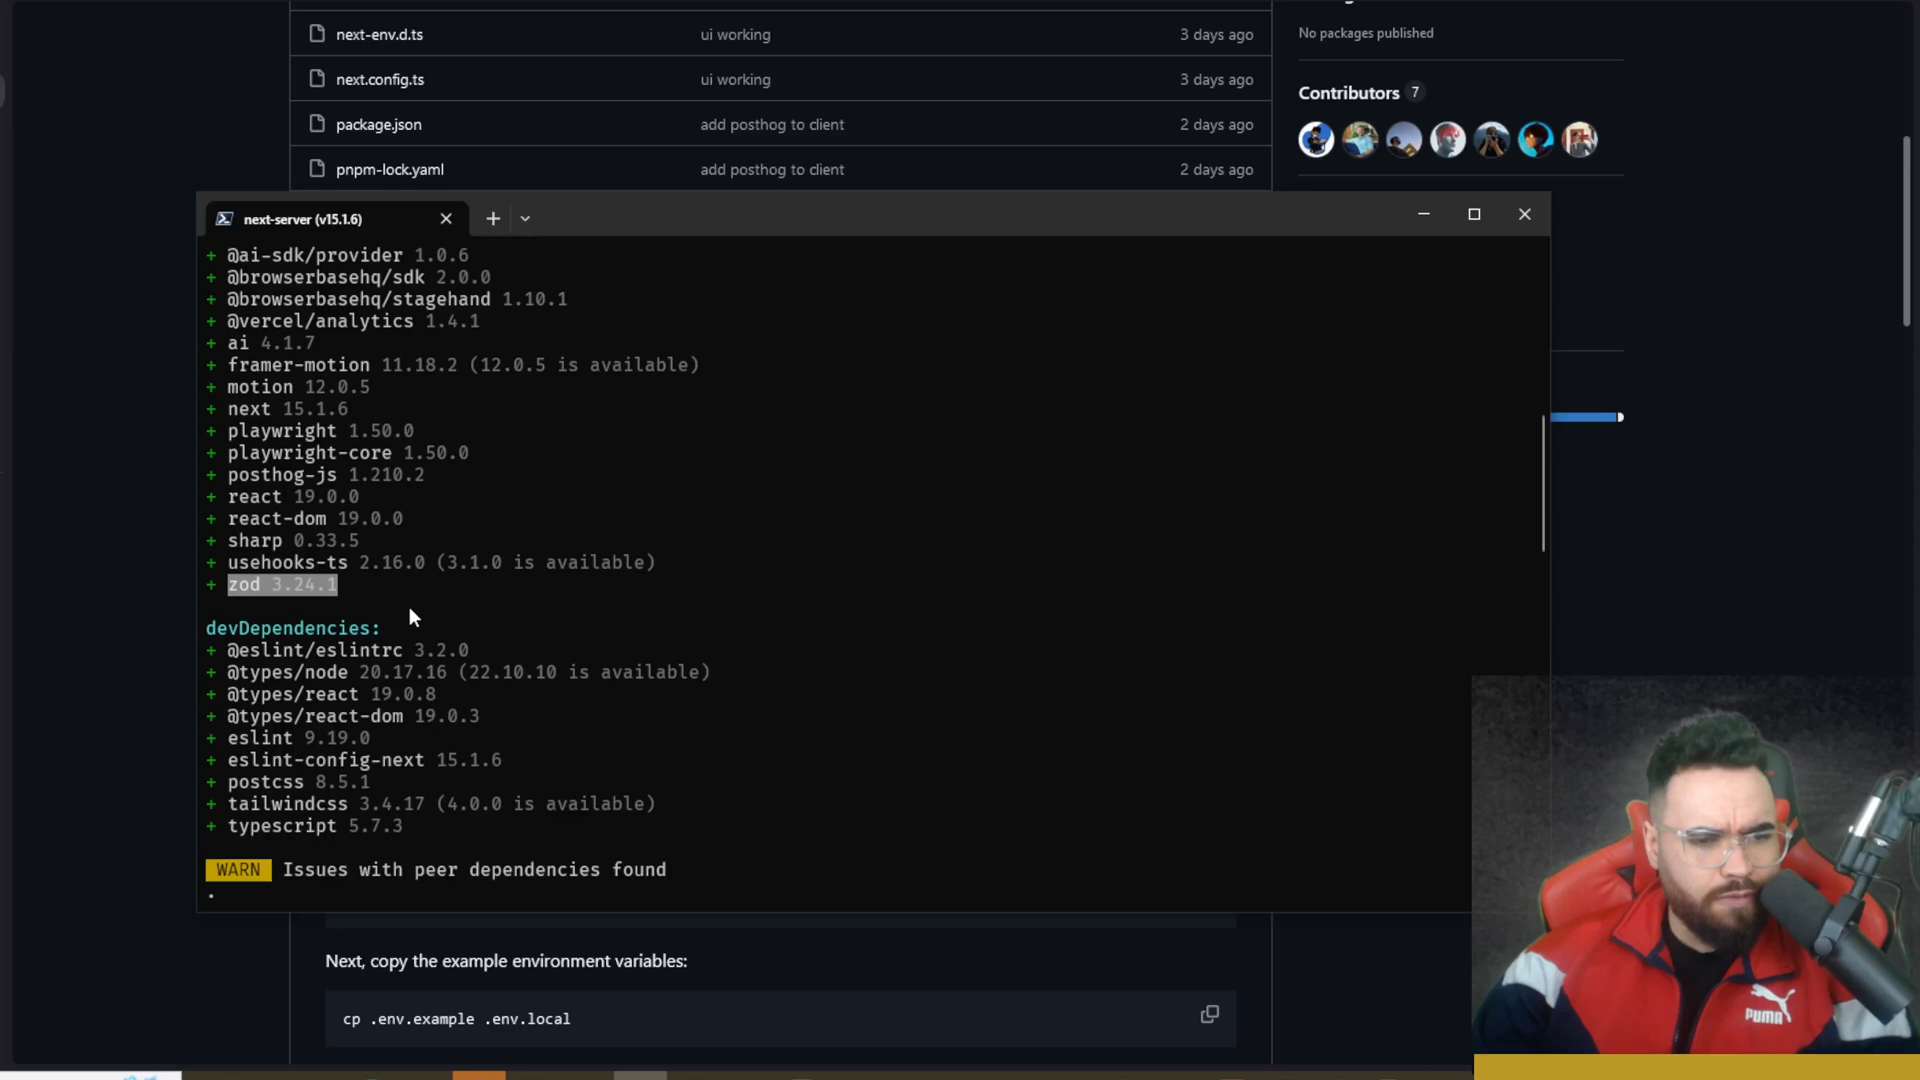 next-env.d.ts ui working 3 days ago
next.config.ts ui working 3 days ago
package.json add posthog to client 2 days ago
pnpm-lock.yaml add posthog to client 2 days ago
No packages published
Contributors 7
next-server (v15.1.6)
+ @ai-sdk/provider 1.0.6
+ @browserbasehq/sdk 2.0.0
+ @browserbasehq/stagehand 1.10.1
+ @vercel/analytics 1.4.1
+ ai 4.1.7
+ framer-motion 11.18.2 (12.0.5 is available)
+ motion 12.0.5
+ next 15.1.6
+ playwright 1.50.0
+ playwright-core 1.50.0
+ posthog-js 1.210.2
+ react 19.0.0
+ react-dom 19.0.0
+ sharp 0.33.5
+ usehooks-ts 2.16.0 (3.1.0 is available)
+ zod 3.24.1
devDependencies:
+ @eslint/eslintrc 3.2.0
+ @types/node 20.17.16 (22.10.10 is available)
+ @types/react 19.0.8
+ @types/react-dom 19.0.3
+ eslint 9.19.0
+ eslint-config-next 15.1.6
+ postcss 8.5.1
+ tailwindcss 3.4.17 (4.0.0 is available)
+ typescript 5.7.3
WARN Issues with peer dependencies found
.
Next, copy the example environment variables:
cp .env.example .env.local
PUMA